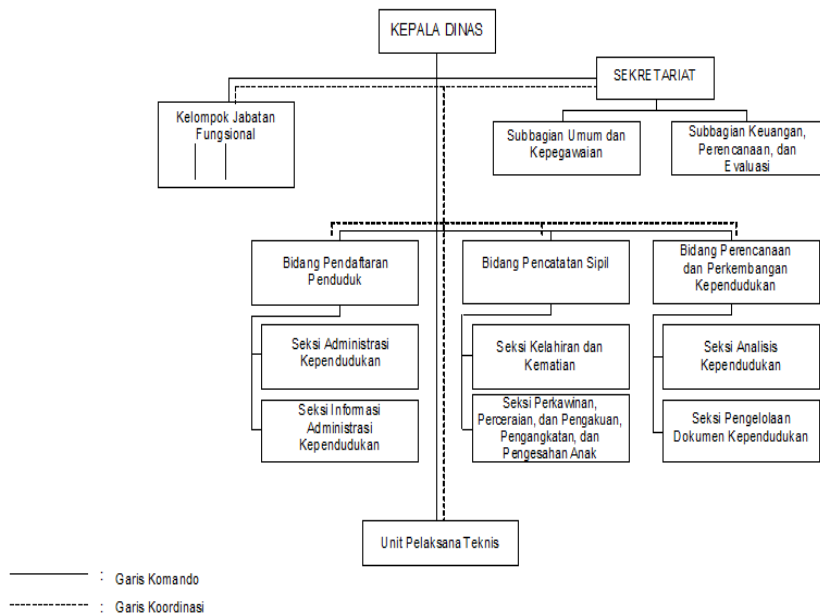 KEPALA DINAS
SEKRETARIAT
Kelompok Jabatan
Fungsional
Subbagian Umum dan
Kepegawaian
Subbagian Keuangan,
Perencanaan, dan
Evaluasi
Bidang Pendaftaran
Penduduk
Bidang Pencatatan Sipil
Bidang Perencanaan
dan Perkembangan
Kependudukan
Seksi Administrasi
Kependudukan
Seksi Kelahiran dan
Kematian
Seksi Analisis
Kependudukan
Seksi Informasi
Administrasi
Kependudukan
Seksi Perkawinan,
Perceraian, dan Pengakuan,
Pengangkatan, dan
Pengesahan Anak
Seksi Pengelolaan
Dokumen Kependudukan
Unit Pelaksana Teknis
: Garis Komando
: Garis Koordinasi